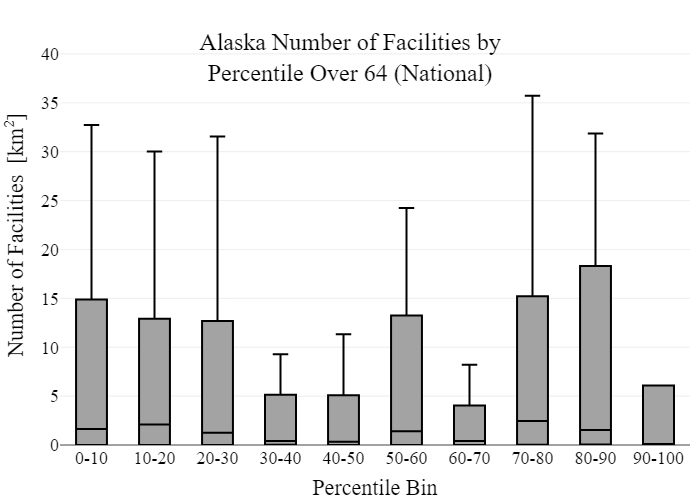 Alaska Number of Facilities by
Percentile Over 64 (National)
Number of Facilities [km²]
40
35
30
25
20
15
10
5
0
0-10 10-20 20-30 30-40 40-50 50-60 60-70 70-80 80-90 90-100
Percentile Bin